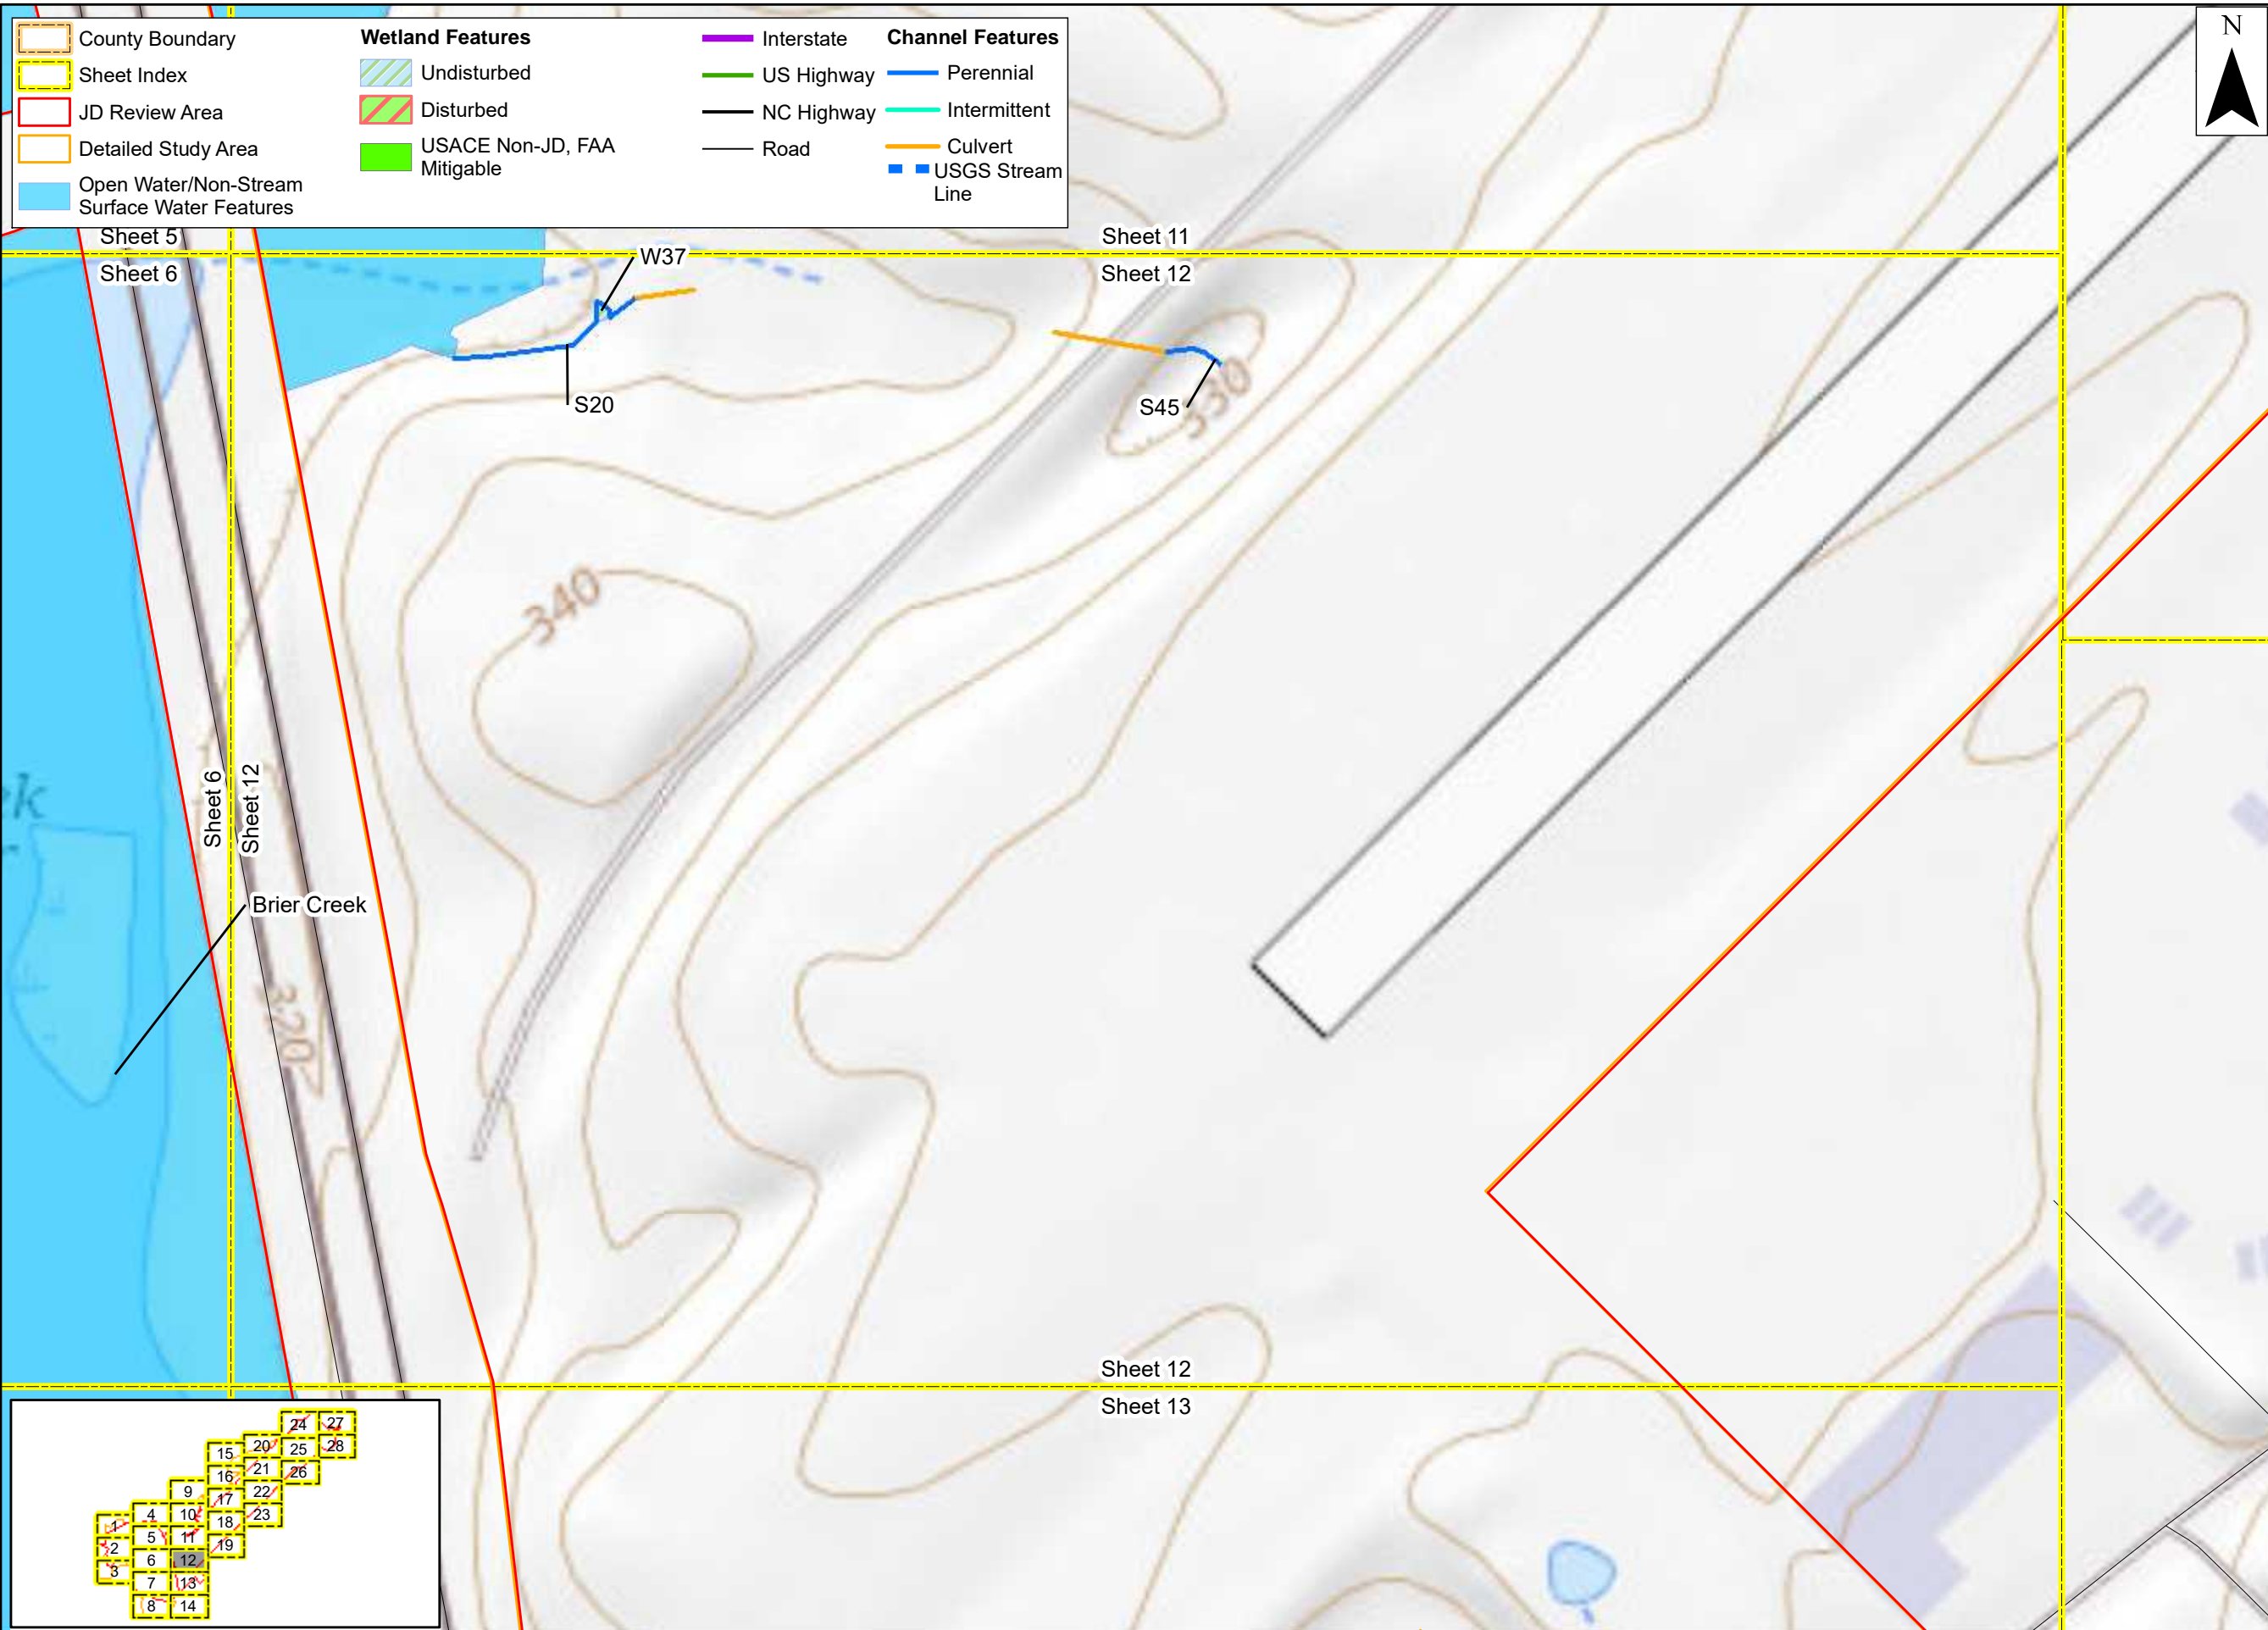 County Boundary
Sheet Index
JD Review Area
Detailed Study Area
Open Water/Non-Stream
Surface Water Features
Wetland Features
Undisturbed
Disturbed
USACE Non-JD, FAA
Mitigable
Interstate
US Highway
NC Highway
Road
Channel Features
Perennial
Intermittent
Culvert
USGS Stream
Line
N
Sheet 5
Sheet 6
Sheet 11
Sheet 12
W37
S20
S45
330
340
Sheet 6
Sheet 12
ek
r
Brier Creek
320
Sheet 12
Sheet 13
24
27
15
20
25
28
16
21
26
9
17
22
4
10
18
23
1
5
11
19
2
6
12
3
7
13
8
14